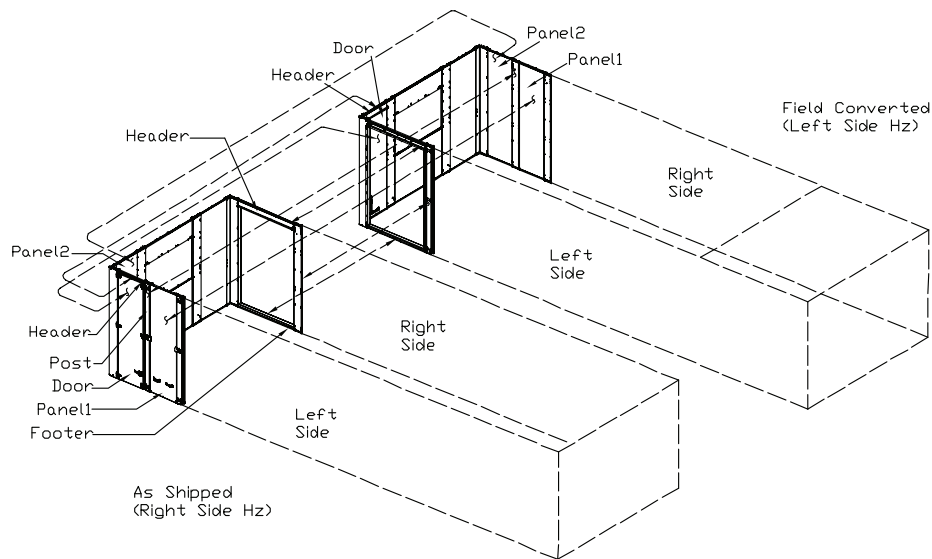 Panel2
Door
Panel1
Header
Field Converted
(Left Side Hz)
Header
Right
Side
Panel2
Left
Side
Header
Right
Side
Post
Door
Panel1
Left
Side
Footer
As Shipped
(Right Side Hz)